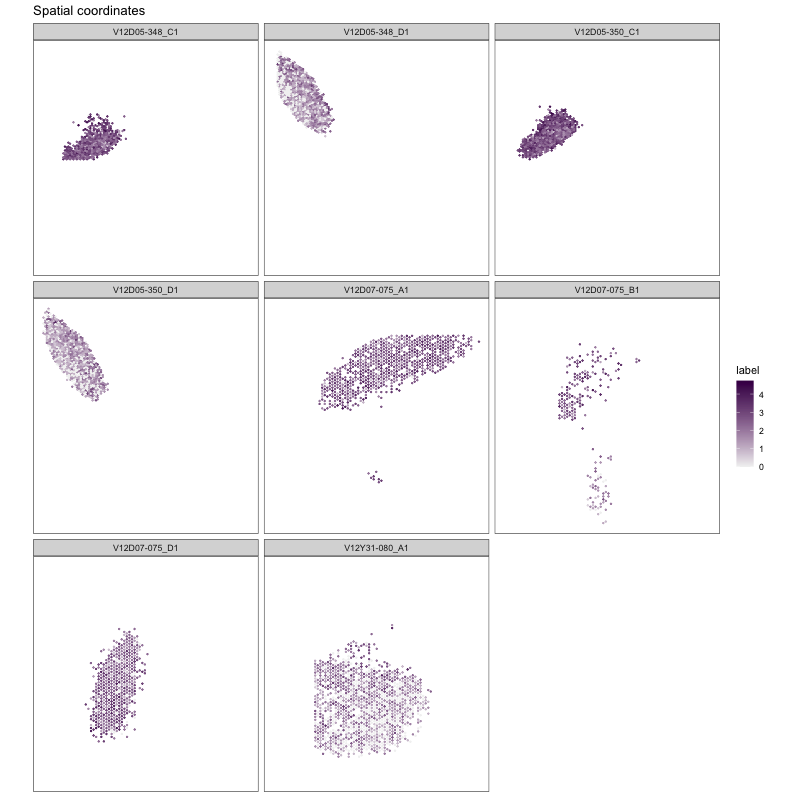 Spatial coordinates
V12D05-348_C1
V12D05-348_D1
V12D05-350_C1
V12D05-350_D1
V12D07-075_A1
V12D07-075_B1
label
4
3
2
1
0
V12D07-075_D1
V12Y31-080_A1